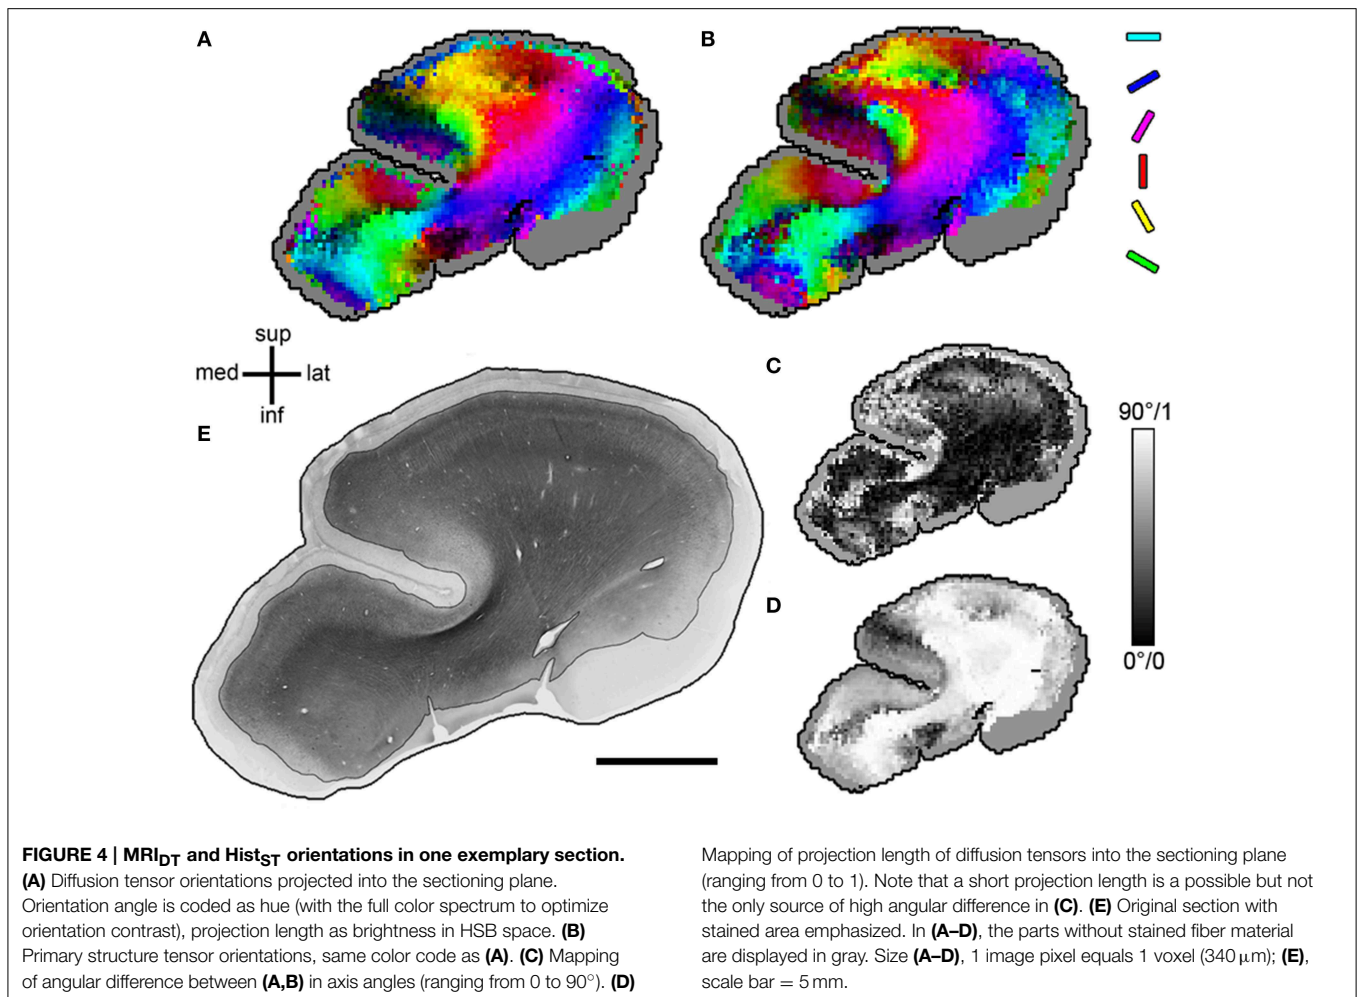 A
B
sup
med
lat
inf
C
90°/1
E
D
0°/0
FIGURE 4 | MRIDT and HistST orientations in one exemplary section.
(A) Diffusion tensor orientations projected into the sectioning plane.
Orientation angle is coded as hue (with the full color spectrum to optimize
orientation contrast), projection length as brightness in HSB space. (B)
Primary structure tensor orientations, same color code as (A). (C) Mapping
of angular difference between (A,B) in axis angles (ranging from 0 to 90°). (D)
Mapping of projection length of diffusion tensors into the sectioning plane
(ranging from 0 to 1). Note that a short projection length is a possible but not
the only source of high angular difference in (C). (E) Original section with
stained area emphasized. In (A–D), the parts without stained fiber material
are displayed in gray. Size (A–D), 1 image pixel equals 1 voxel (340 μm); (E),
scale bar = 5 mm.